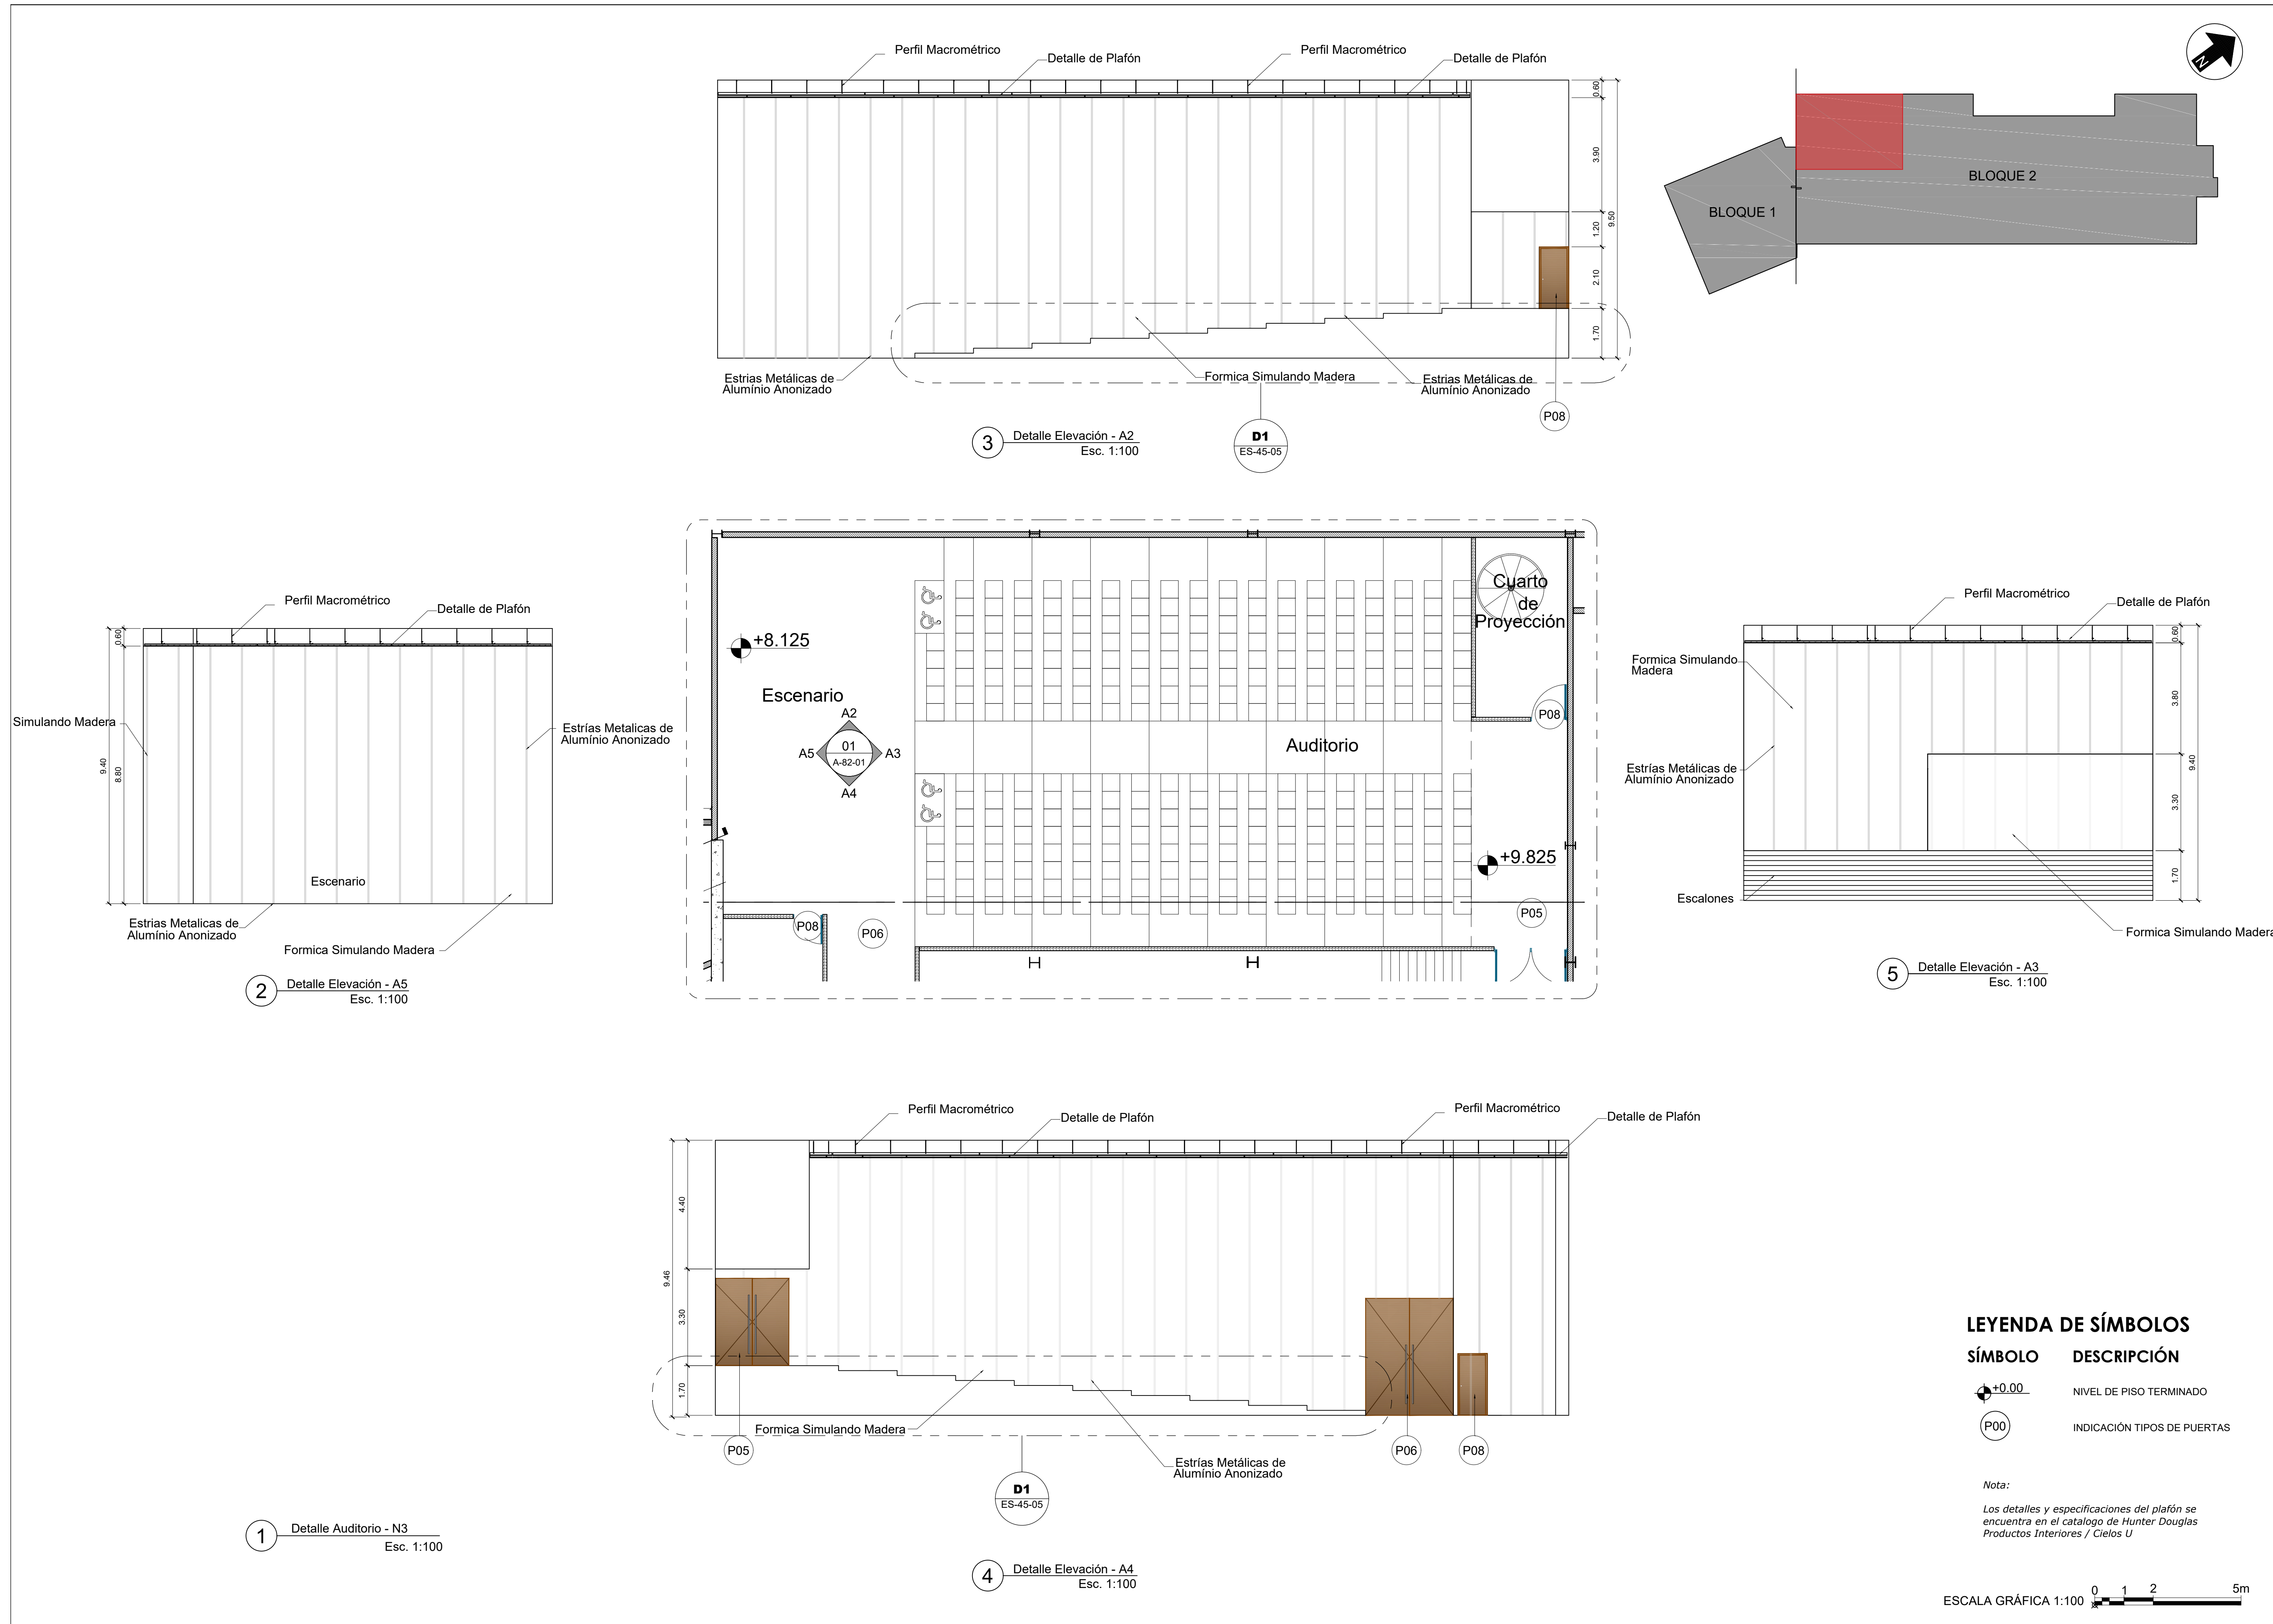 Perfil Macrométrico
Detalle de Plafón
Perfil Macrométrico
Detalle de Plafón
0.60
3.90
1.20
2.10
1.70
9.50
Estrias Metálicas de
Alumínio Anonizado
Formica Simulando Madera
Estrías Metálicas de
Alumínio Anonizado
P08
3
Detalle Elevación - A2
Esc. 1:100
D1
ES-45-05
N
BLOQUE 1
BLOQUE 2
Perfil Macrométrico
Detalle de Plafón
0.60
9.40
8.80
Simulando Madera
Estrías Metalicas de
Alumínio Anonizado
Escenario
Estrias Metalicas de
Alumínio Anonizado
Formica Simulando Madera
2
Detalle Elevación - A5
Esc. 1:100
+8.125
Escenario
A2
A5
01
A-82-01
A3
A4
Auditorio
Cuarto
de
Proyección
P08
+9.825
P05
P08
P06
Perfil Macrométrico
Detalle de Plafón
0.60
3.80
3.30
1.70
9.40
Formica Simulando
Madera
Estrías Metálicas de
Alumínio Anonizado
Escalones
Formica Simulando Madera
5
Detalle Elevación - A3
Esc. 1:100
Perfil Macrométrico
Detalle de Plafón
Perfil Macrométrico
Detalle de Plafón
4.40
9.46
3.30
1.70
Formica Simulando Madera
P05
P06
P08
Estrías Metálicas de
Alumínio Anonizado
D1
ES-45-05
1
Detalle Auditorio - N3
Esc. 1:100
4
Detalle Elevación - A4
Esc. 1:100
LEYENDA DE SÍMBOLOS
SÍMBOLO DESCRIPCIÓN
+0.00 NIVEL DE PISO TERMINADO
P00 INDICACIÓN TIPOS DE PUERTAS
Nota:
Los detalles y especificaciones del plafón se
encuentra en el catalogo de Hunter Douglas
Productos Interiores / Cielos U
ESCALA GRÁFICA 1:100 0 1 2 5m